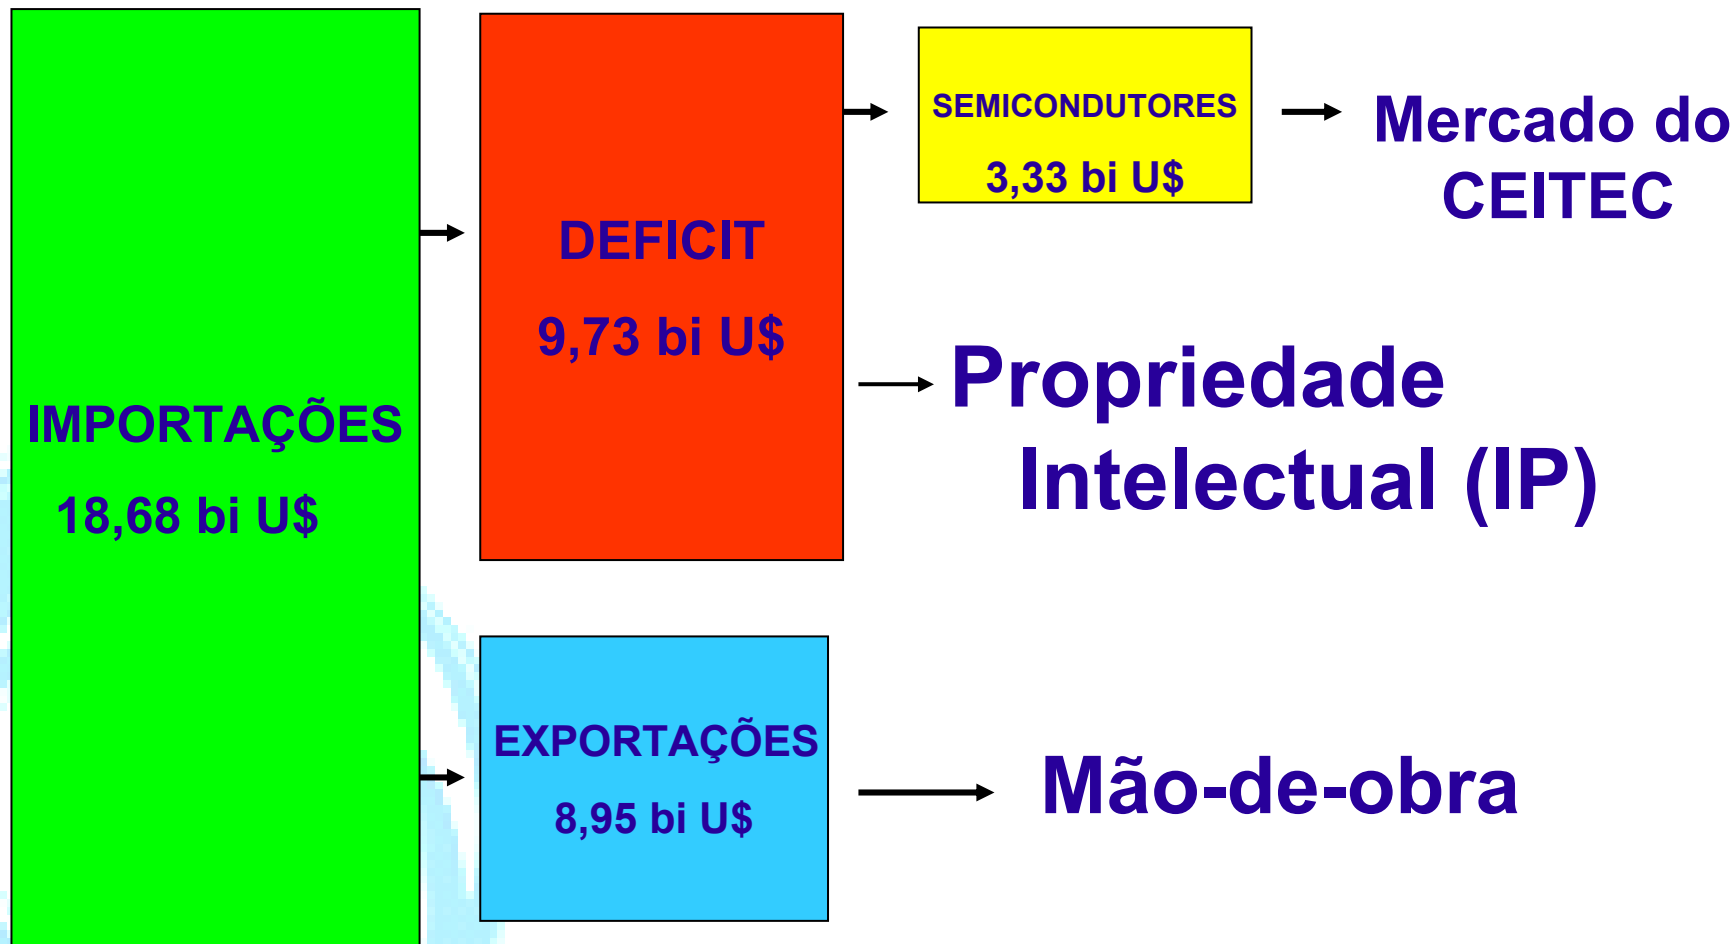 IMPORTAÇÕES
18,68 bi U$
DEFICIT
9,73 bi U$
SEMICONDUTORES
3,33 bi U$
Mercado do
CEITEC
Propriedade
Intelectual (IP)
EXPORTAÇÕES
8,95 bi U$
Mão-de-obra